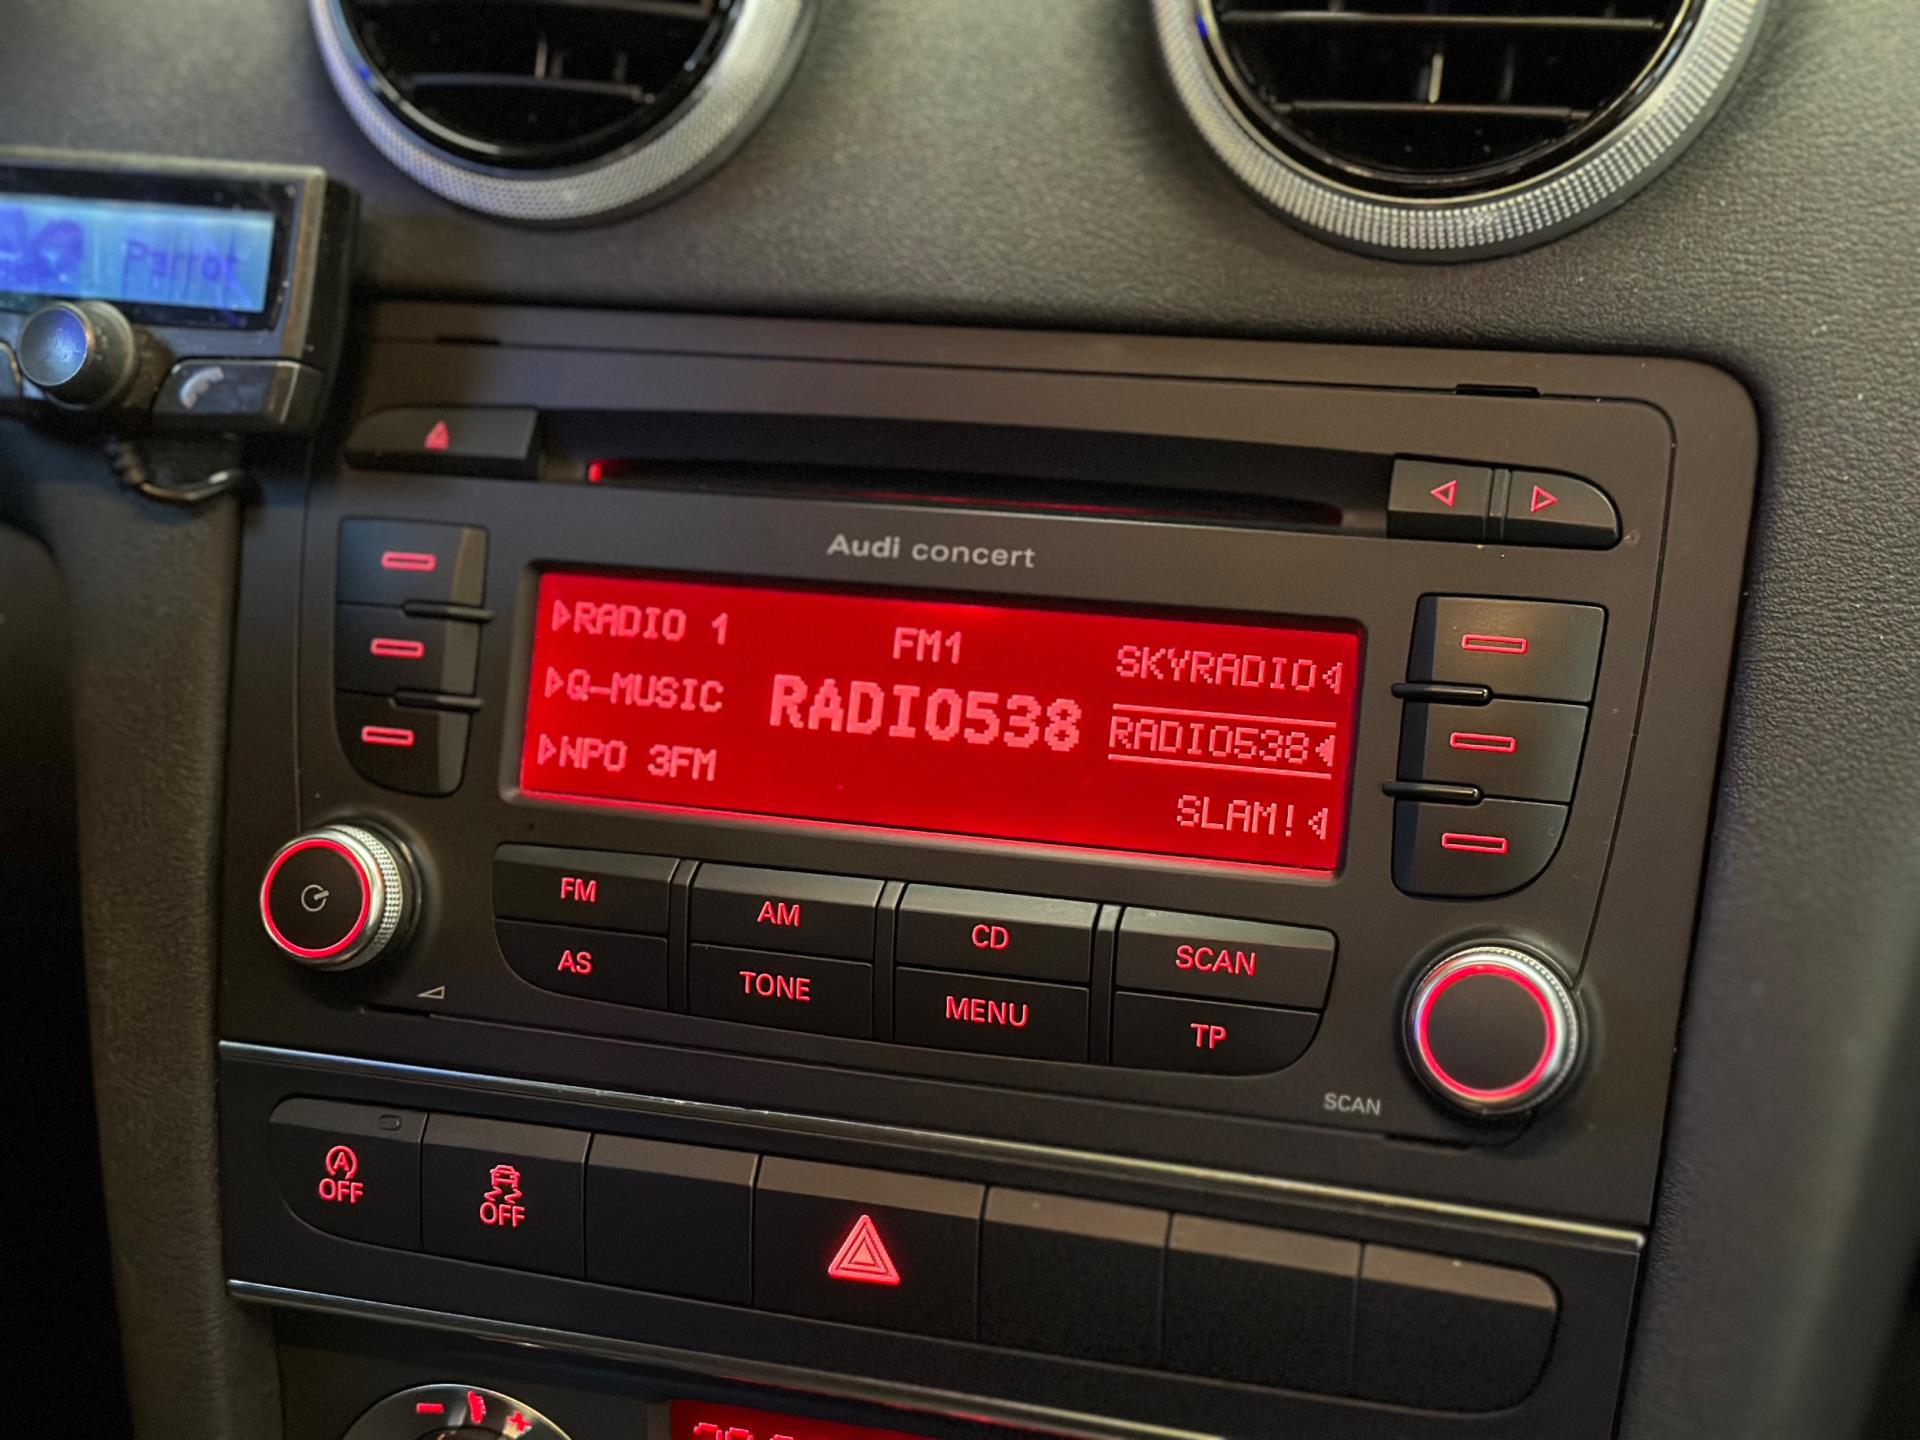 Parrot
Audi concert
RADIO 1
FM1
SKYRADIO
Q-MUSIC
RADIO538
RADIO538
NPO 3FM
SLAM!
FM
AM
CD
SCAN
AS
TONE
MENU
TP
SCAN
A
OFF
OFF